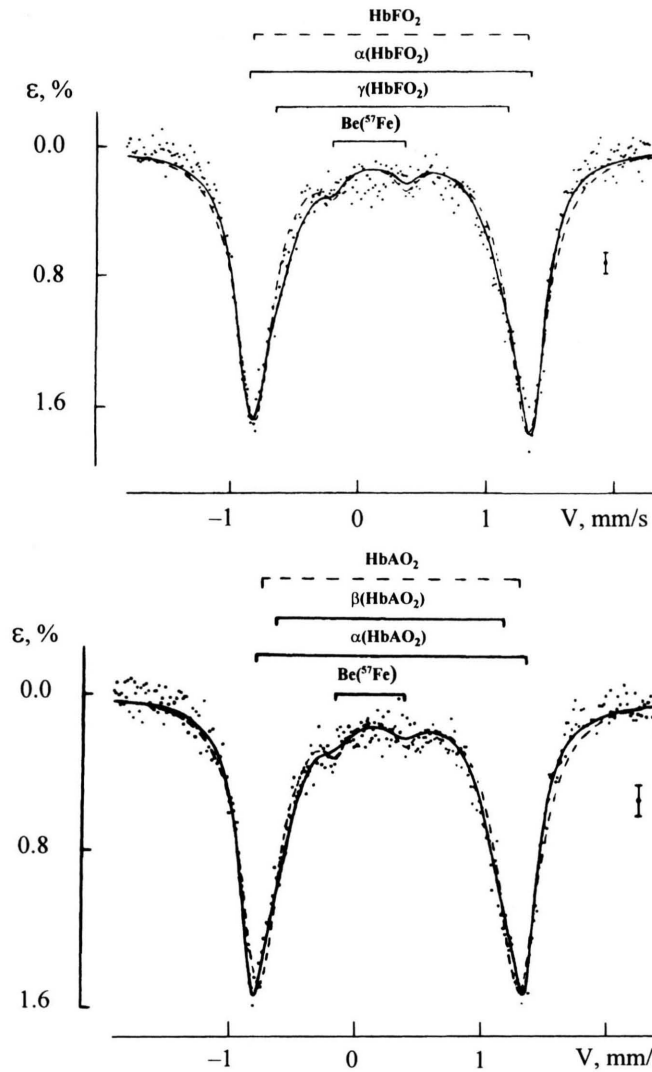 HbFO₂
α(HbFO₂)
γ(HbFO₂)
Be(⁵⁷Fe)
ε, %
0.0
0.8
1.6
–1 0 1 V, mm/s
HbAO₂
β(HbAO₂)
α(HbAO₂)
Be(⁵⁷Fe)
ε, %
0.0
0.8
1.6
–1 0 1 V, mm/